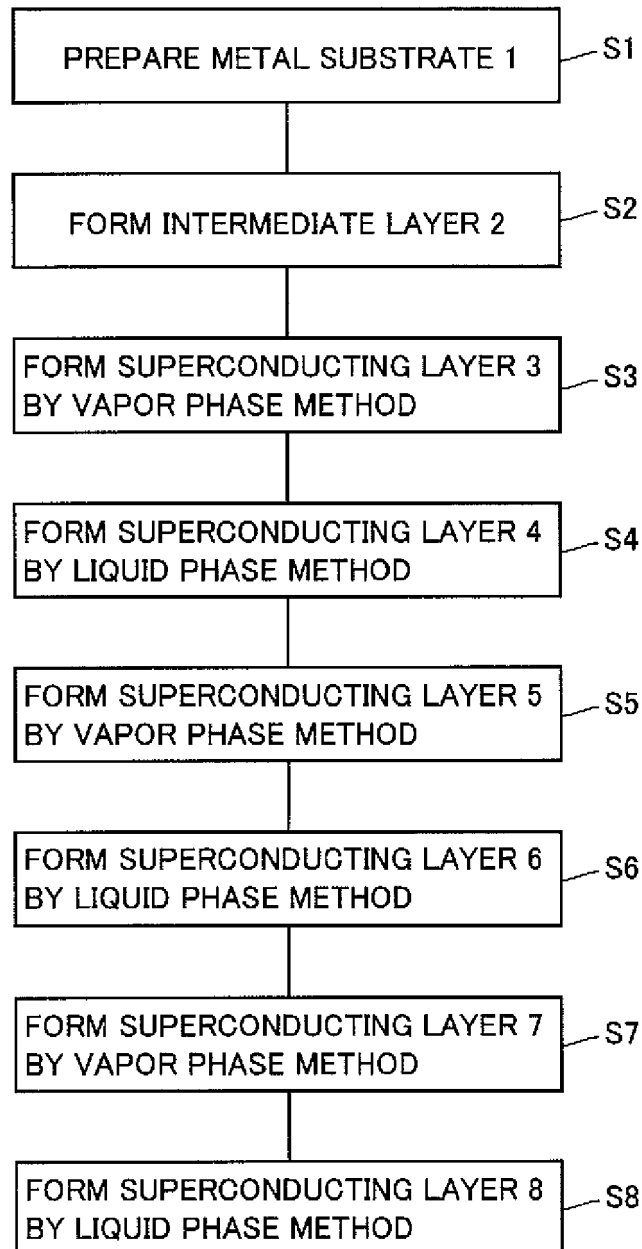 PREPARE METAL SUBSTRATE 1
S1
FORM INTERMEDIATE LAYER 2
S2
FORM SUPERCONDUCTING LAYER 3
BY VAPOR PHASE METHOD
S3
FORM SUPERCONDUCTING LAYER 4
BY LIQUID PHASE METHOD
S4
FORM SUPERCONDUCTING LAYER 5
BY VAPOR PHASE METHOD
S5
FORM SUPERCONDUCTING LAYER 6
BY LIQUID PHASE METHOD
S6
FORM SUPERCONDUCTING LAYER 7
BY VAPOR PHASE METHOD
S7
FORM SUPERCONDUCTING LAYER 8
BY LIQUID PHASE METHOD
S8